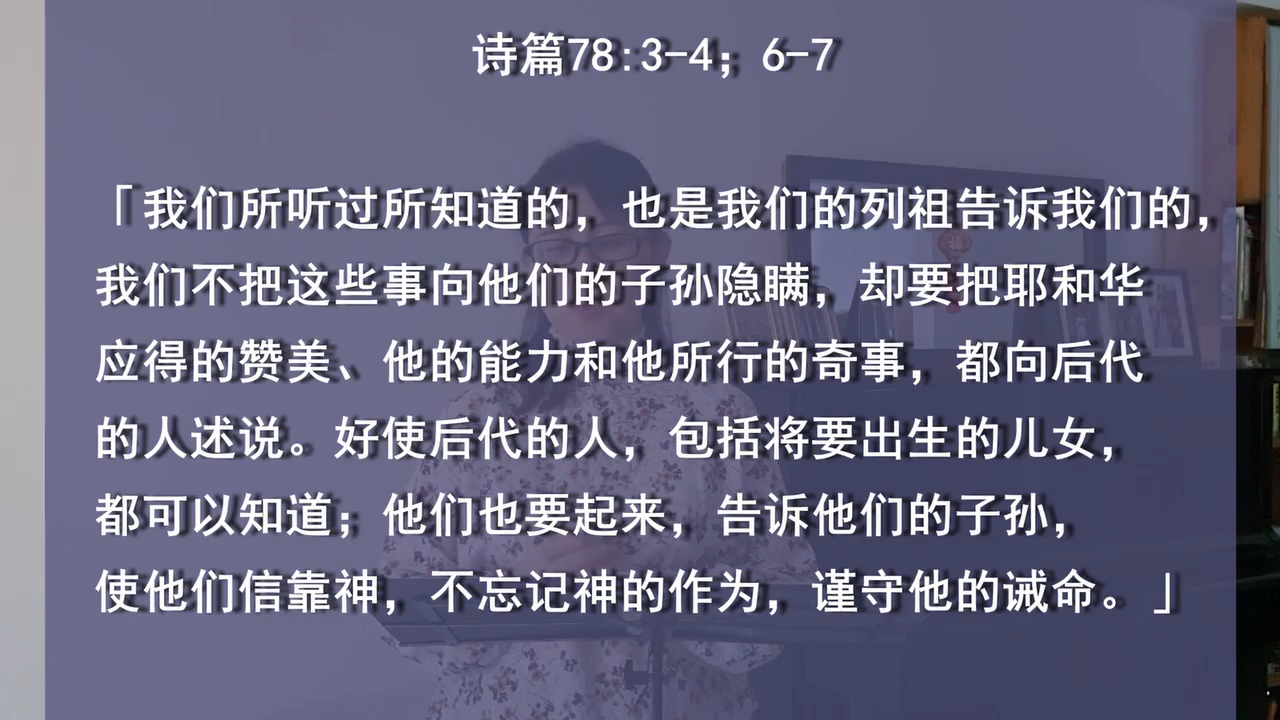 诗篇78:3-4；6-7
「我们所听过所知道的，也是我们的列祖告诉我们的，
我们不把这些事向他们的子孙隐瞒，却要把耶和华
应得的赞美、他的能力和他所行的奇事，都向后代
的人述说。好使后代的人，包括将要出生的儿女，
都可以知道；他们也要起来，告诉他们的子孙，
使他们信靠神，不忘记神的作为，谨守他的诫命。」
福